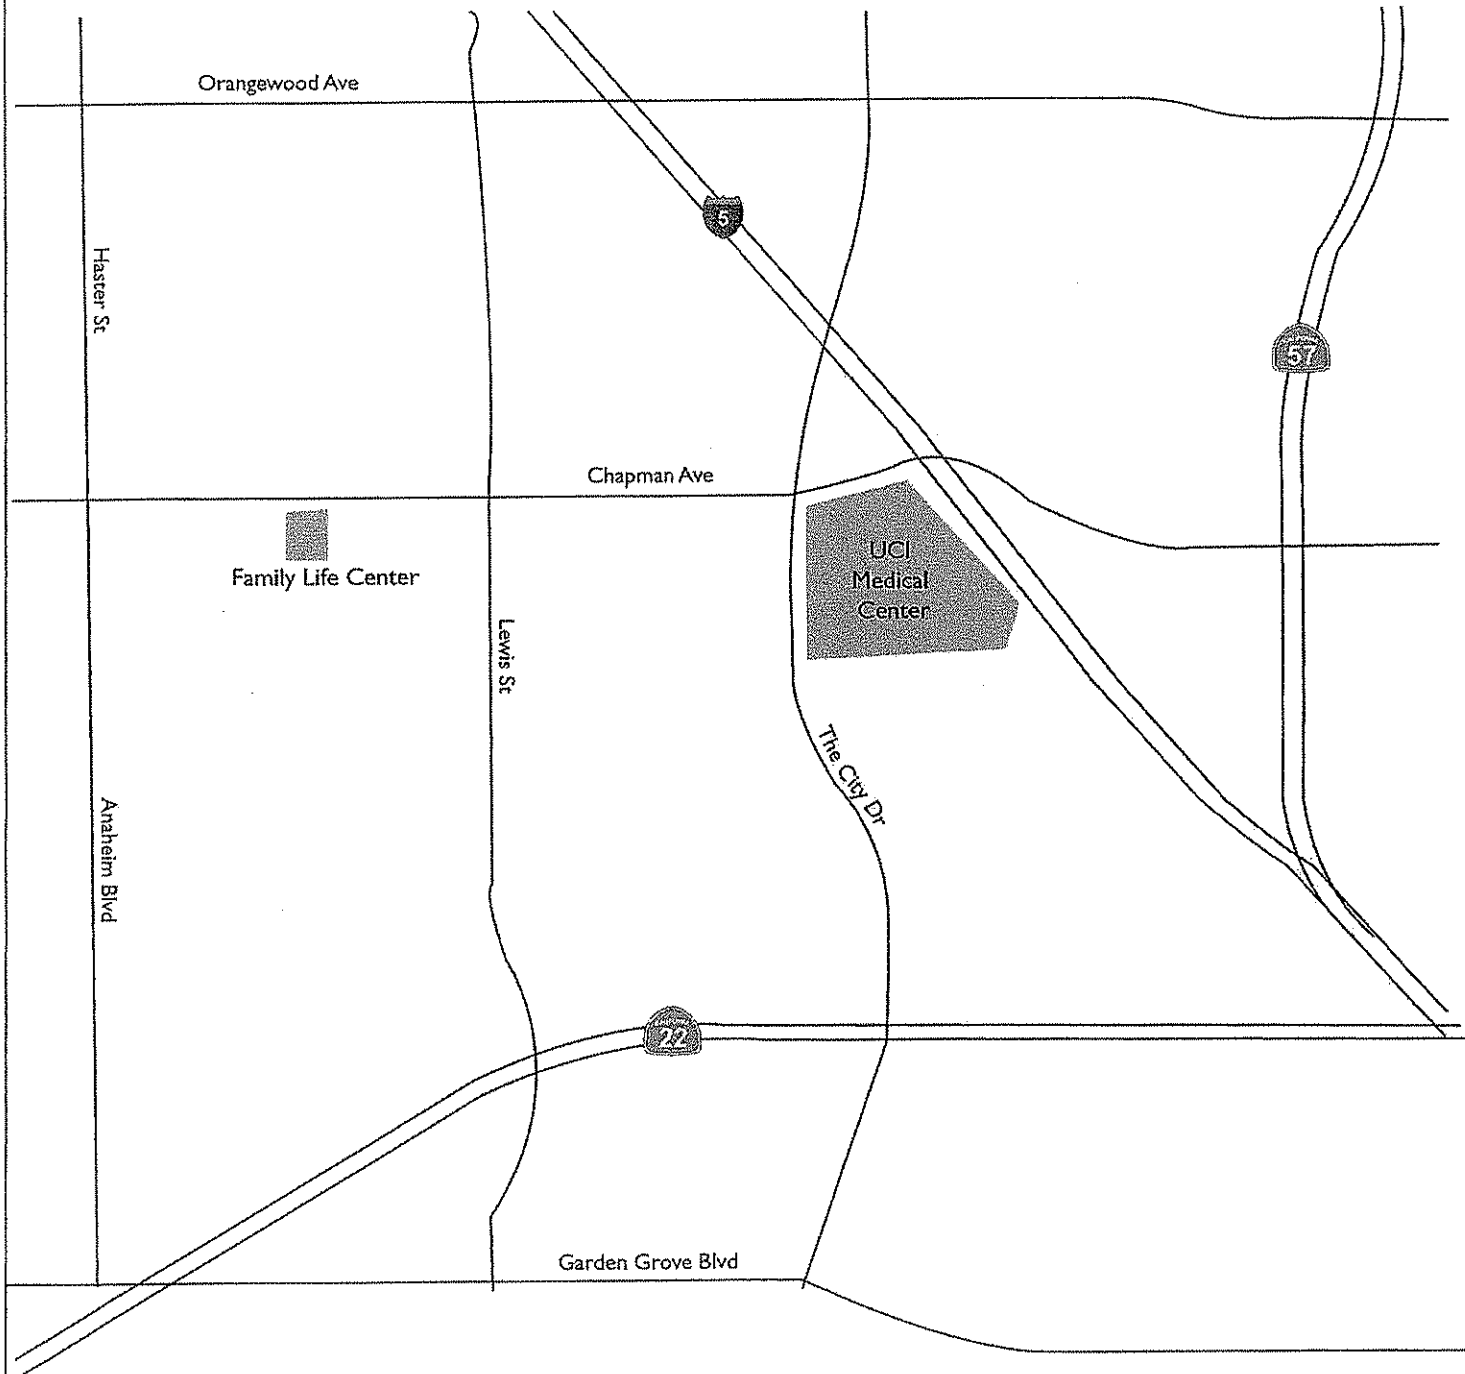 Orangewood Ave
5
Haster St
57
Chapman Ave
UCI
Medical
Center
Family Life Center
Lewis St
The City Dr
Anaheim Blvd
22
Garden Grove Blvd